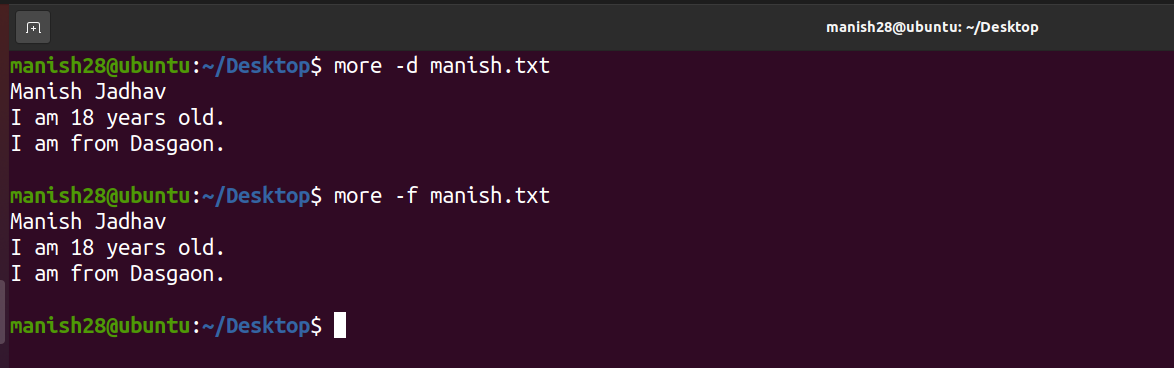 manish28@ubuntu: ~/Desktop
manish28@ubuntu:~/Desktop$ more -d manish.txt
Manish Jadhav
I am 18 years old.
I am from Dasgaon.
manish28@ubuntu:~/Desktop$ more -f manish.txt
Manish Jadhav
I am 18 years old.
I am from Dasgaon.
manish28@ubuntu:~/Desktop$